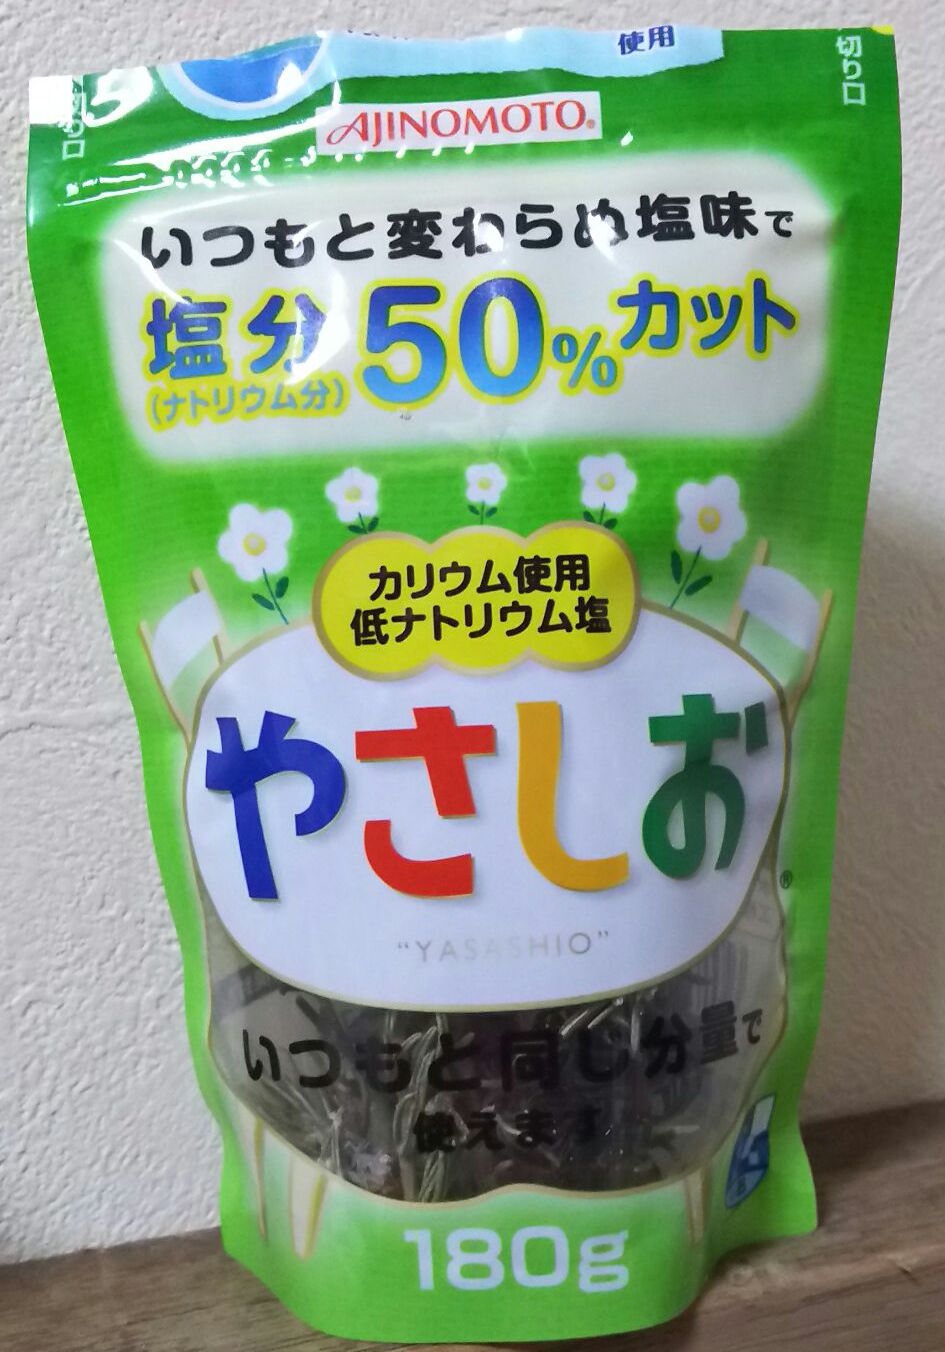 使用
切り口
切り口
AJINOMOTO®
いつもと変わらぬ塩味で
塩分50%カット
(ナトリウム分)
カリウム使用
低ナトリウム塩
やさしお
®
"YASASHIO"
いつもと同じ分量で
使えます
180g